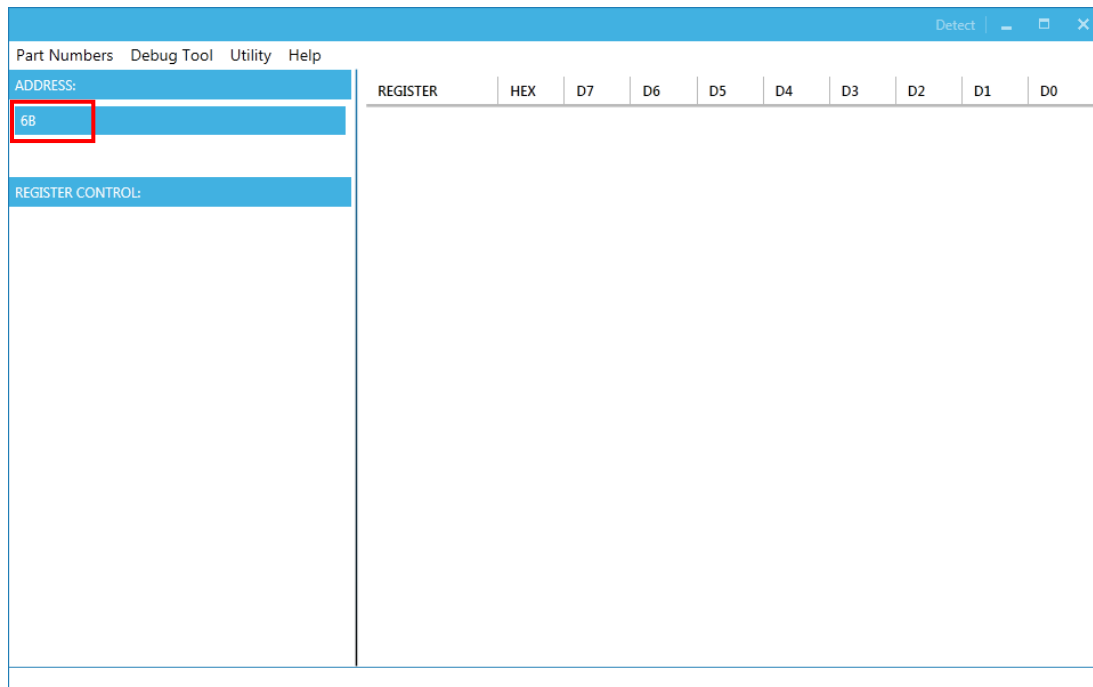 Detect
Part Numbers Debug Tool Utility Help
ADDRESS:
REGISTER HEX D7 D6 D5 D4 D3 D2 D1 D0
6B
REGISTER CONTROL: